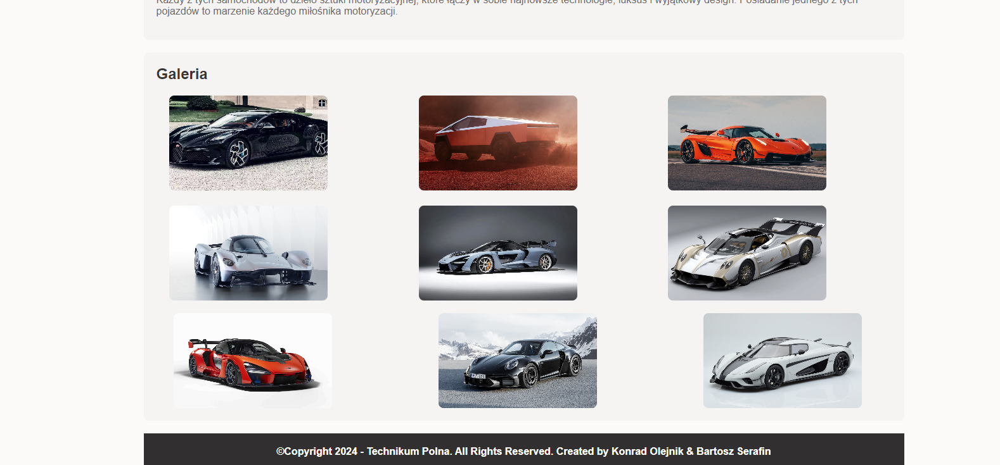 Każdy z tych samochodów to dzieło sztuki motoryzacyjnej, które łączy w sobie najnowsze technologie, luksus i wyjątkowy design. Posiadanie jednego z tych
pojazdów to marzenie każdego miłośnika motoryzacji.
Galeria
©Copyright 2024 - Technikum Polna. All Rights Reserved. Created by Konrad Olejnik & Bartosz Serafin